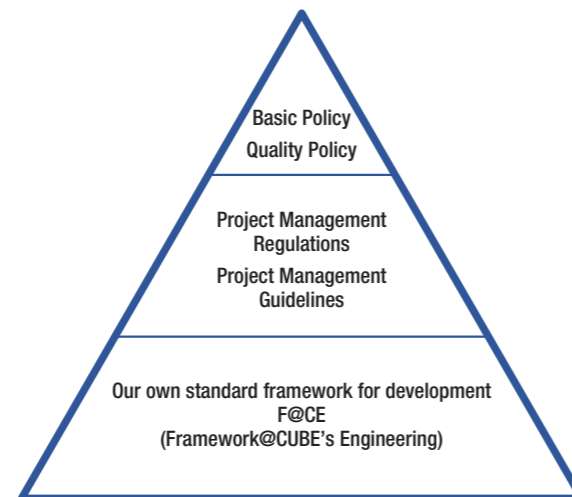 Basic Policy
Quality Policy
Project Management
Regulations
Project Management
Guidelines
Our own standard framework for development
F@CE
(Framework@CUBE's Engineering)